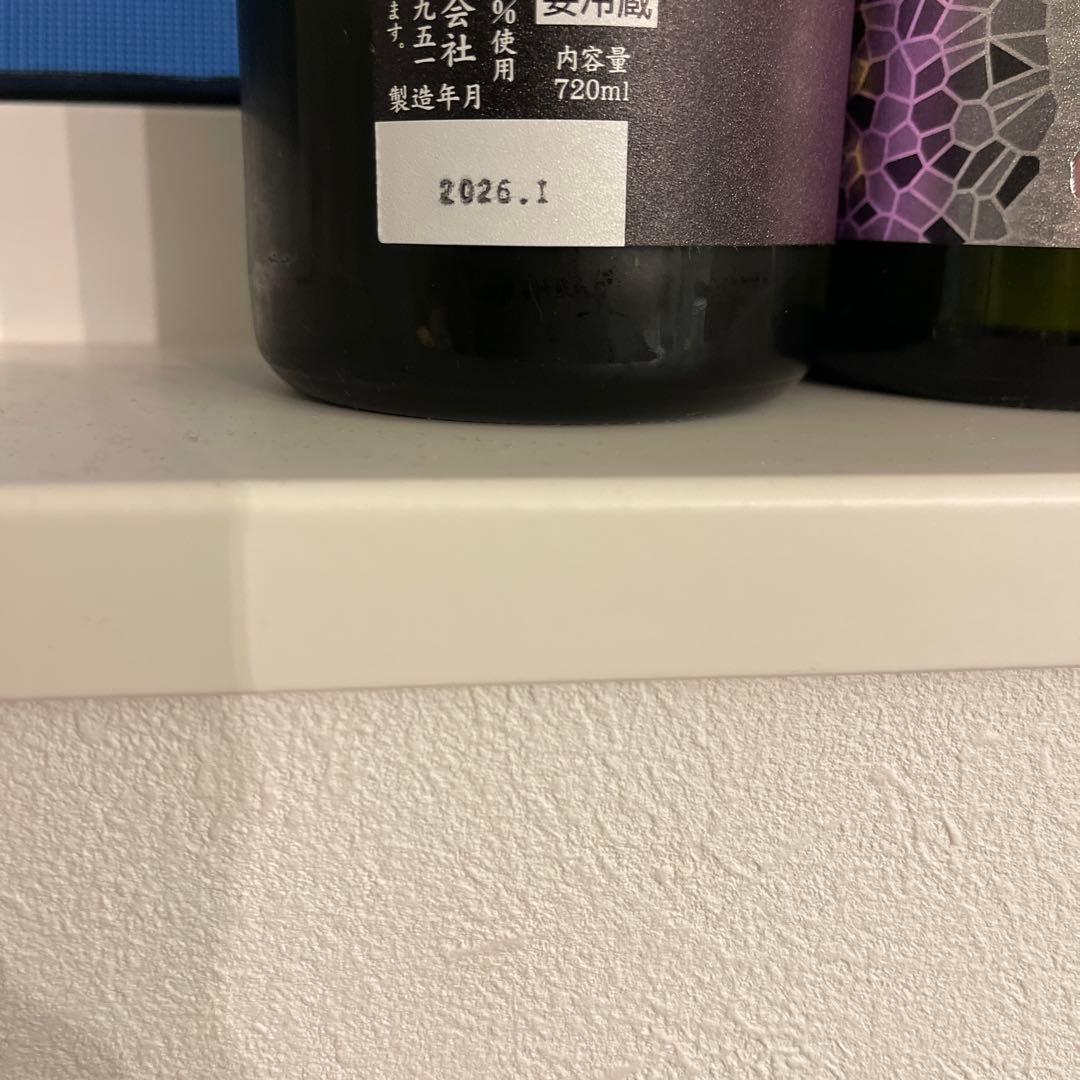 要冷蔵
内容量
720ml
%使用
会社
九五一
ます。
製造年月
2026.1